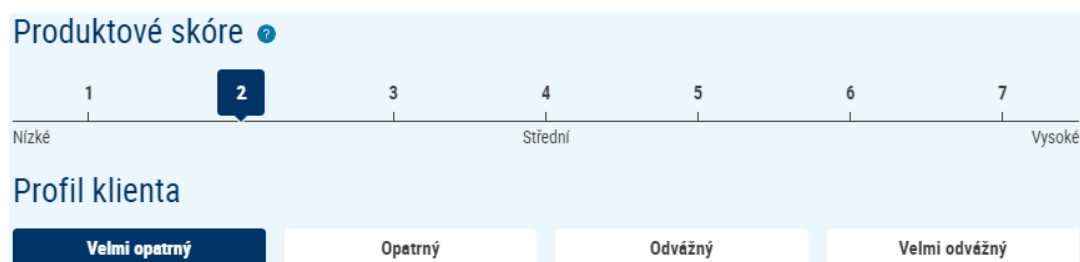 Produktové skóre ?
1 2 3 4 5 6 7
Nízké Střední Vysoké
Profil klienta
Velmi opatrný Opatrný Odvážný Velmi odvážný